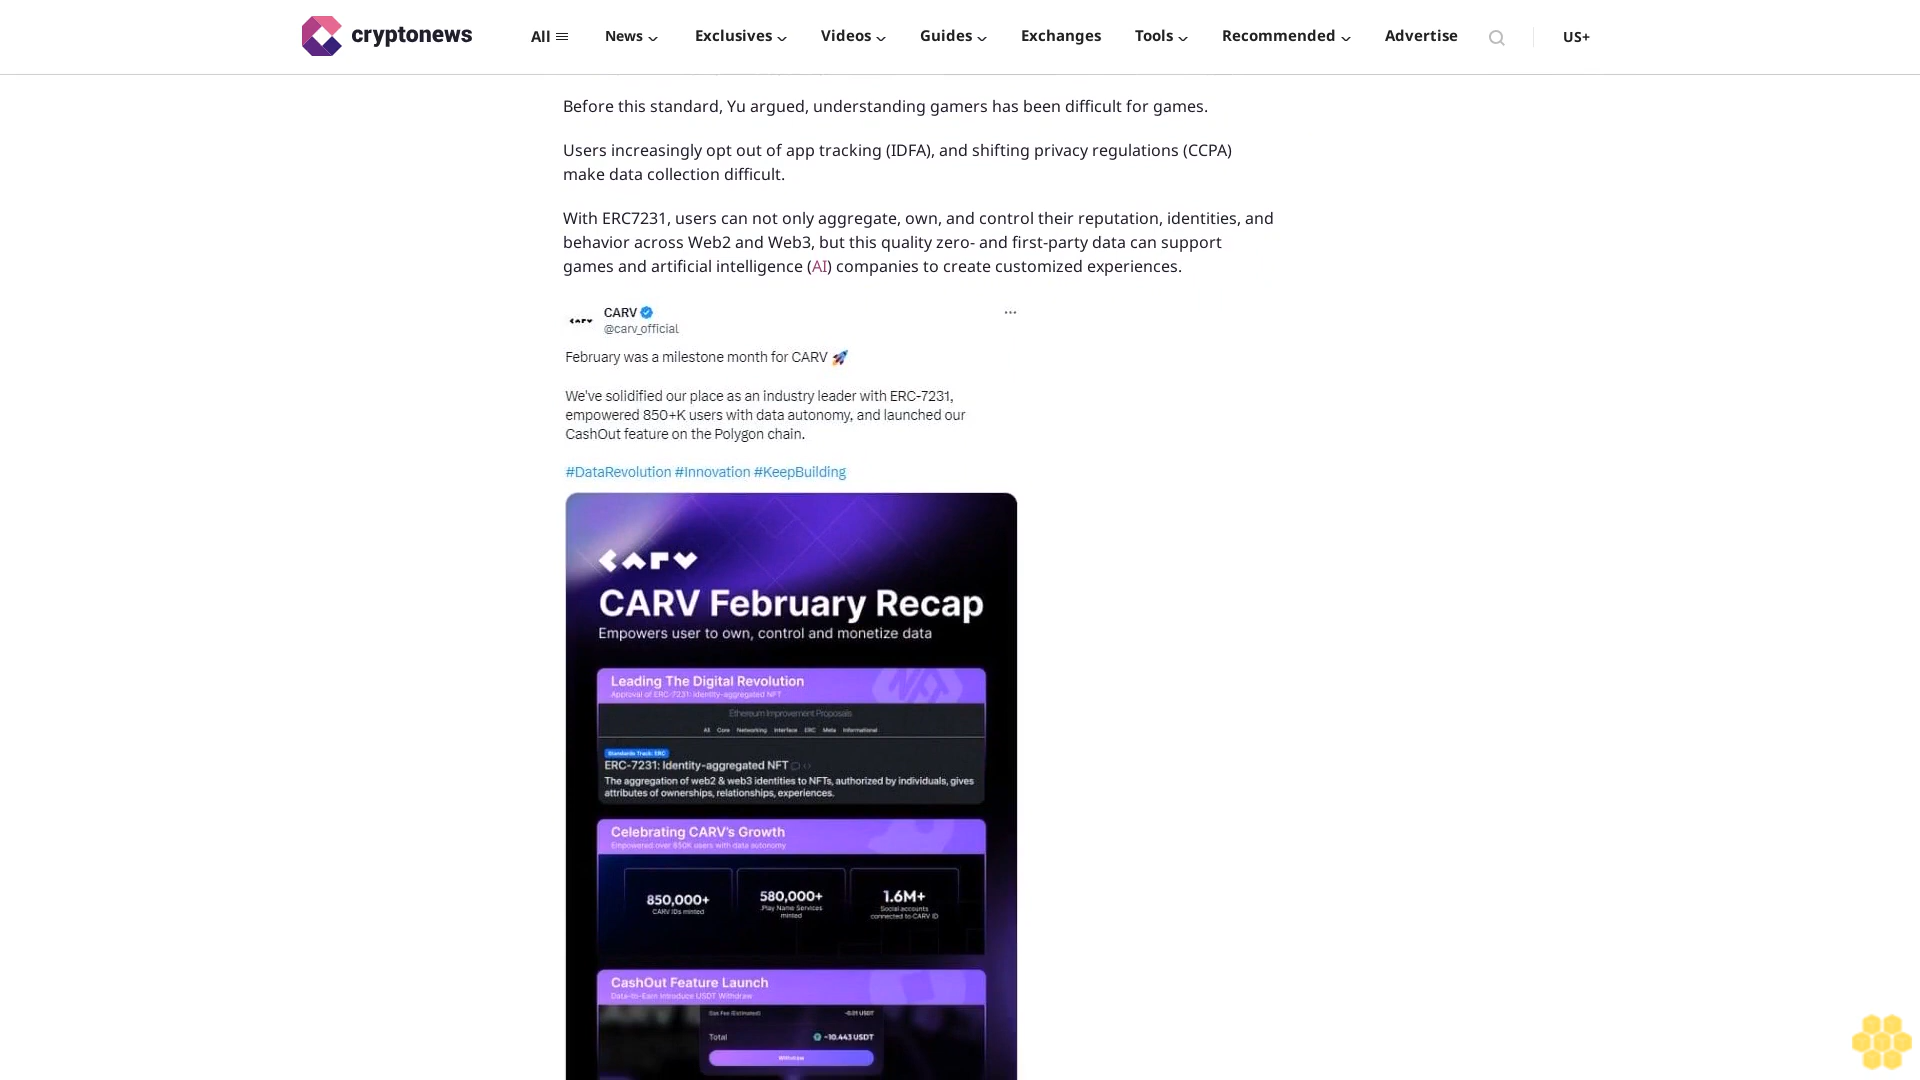 cryptonews
All
News
Exclusives
Videos
Guides
Exchanges
Tools
Recommended
Advertise
US+
Before this standard, Yu argued, understanding gamers has been difficult for games.
Users increasingly opt out of app tracking (IDFA), and shifting privacy regulations (CCPA)
make data collection difficult.
With ERC7231, users can not only aggregate, own, and control their reputation, identities, and
behavior across Web2 and Web3, but this quality zero- and first-party data can support
games and artificial intelligence (AI) companies to create customized experiences.
CARV
@carv_official
February was a milestone month for CARV 🚀
We've solidified our place as an industry leader with ERC-7231,
empowered 850+K users with data autonomy, and launched our
CashOut feature on the Polygon chain.
#DataRevolution #Innovation #KeepBuilding
CARV
CARV February Recap
Empowers user to own, control and monetize data
Leading The Digital Revolution
Approval of ERC-7231: Identity-aggregated NFT
NFT
Ethereum Improvement Proposals
All Core Networking Interface ERC Meta Informational
Standards Track: ERC
ERC-7231: Identity-aggregated NFT
The aggregation of web2 & web3 identities to NFTs, authorized by individuals, gives
attributes of ownerships, relationships, experiences.
Celebrating CARV's Growth
Empowered over 850K users with data autonomy
850,000+
CARV IDs minted
580,000+
Play Name Services
minted
1.6M+
Social accounts
connected to CARV ID
CashOut Feature Launch
Data-to-Earn Introduce USDT Withdraw
Gas Fee (Estimated) -0.01 USDT
Total ~10.443 USDT
Withdraw